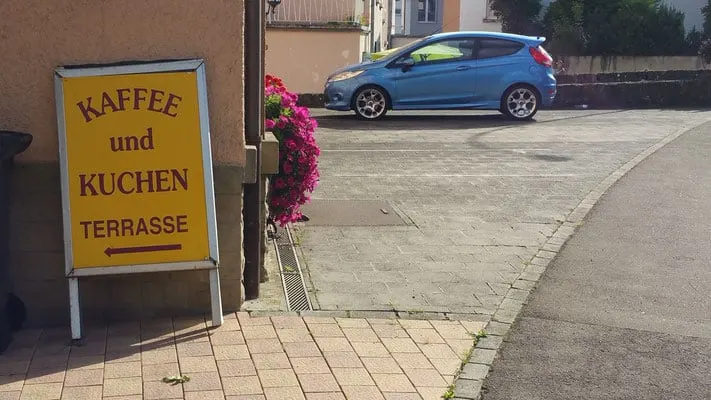 KAFFEE
und
KUCHEN
TERRASSE